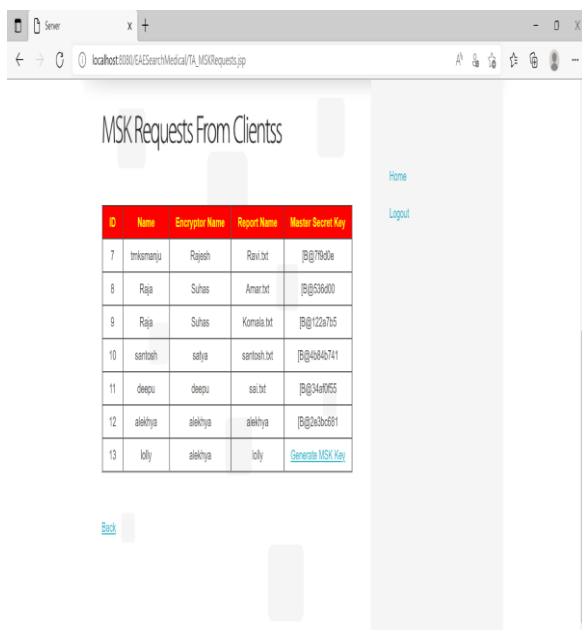 Server
localhost:8080/EAESearchMedical/TA_MSKRequests.jsp
MSK Requests From Clientss
Home
Logout
ID Name Encryptor Name Report Name Master Secret Key
7 tmksmanju Rajesh Ravi.txt [B@7f9d0e
8 Raja Suhas Amar.txt [B@536d00
9 Raja Suhas Komala.txt [B@122a7b5
10 santosh satya santosh.txt [B@4b84b741
11 deepu deepu sai.txt [B@34af0f55
12 alekhya alekhya alekhya [B@2e3bc681
13 lolly alekhya lolly Generate MSK Key
Back